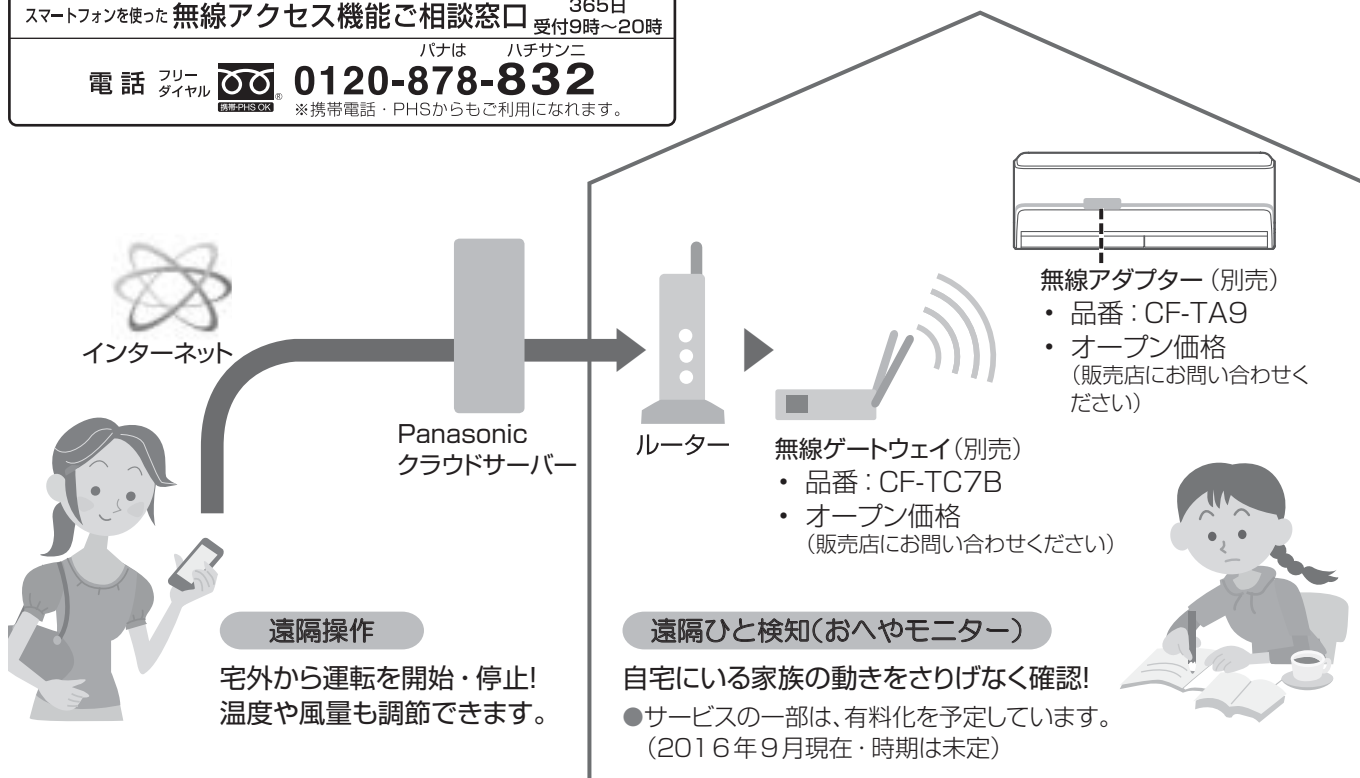 スマートフォンを使った 無線アクセス機能ご相談窓口 365日 受付9時～20時
パナは ハチサンニ
電話 フリーダイヤル 0120-878-832
携帯・PHS OK
※携帯電話・PHSからもご利用になれます。
インターネット
Panasonic
クラウドサーバー
ルーター
無線アダプター（別売）
・ 品番：CF-TA9
・ オープン価格
（販売店にお問い合わせく
ださい）
無線ゲートウェイ（別売）
・ 品番：CF-TC7B
・ オープン価格
（販売店にお問い合わせください）
遠隔操作
宅外から運転を開始・停止!
温度や風量も調節できます。
遠隔ひと検知（おへやモニター）
自宅にいる家族の動きをさりげなく確認!
●サービスの一部は、有料化を予定しています。
（2016年9月現在・時期は未定）